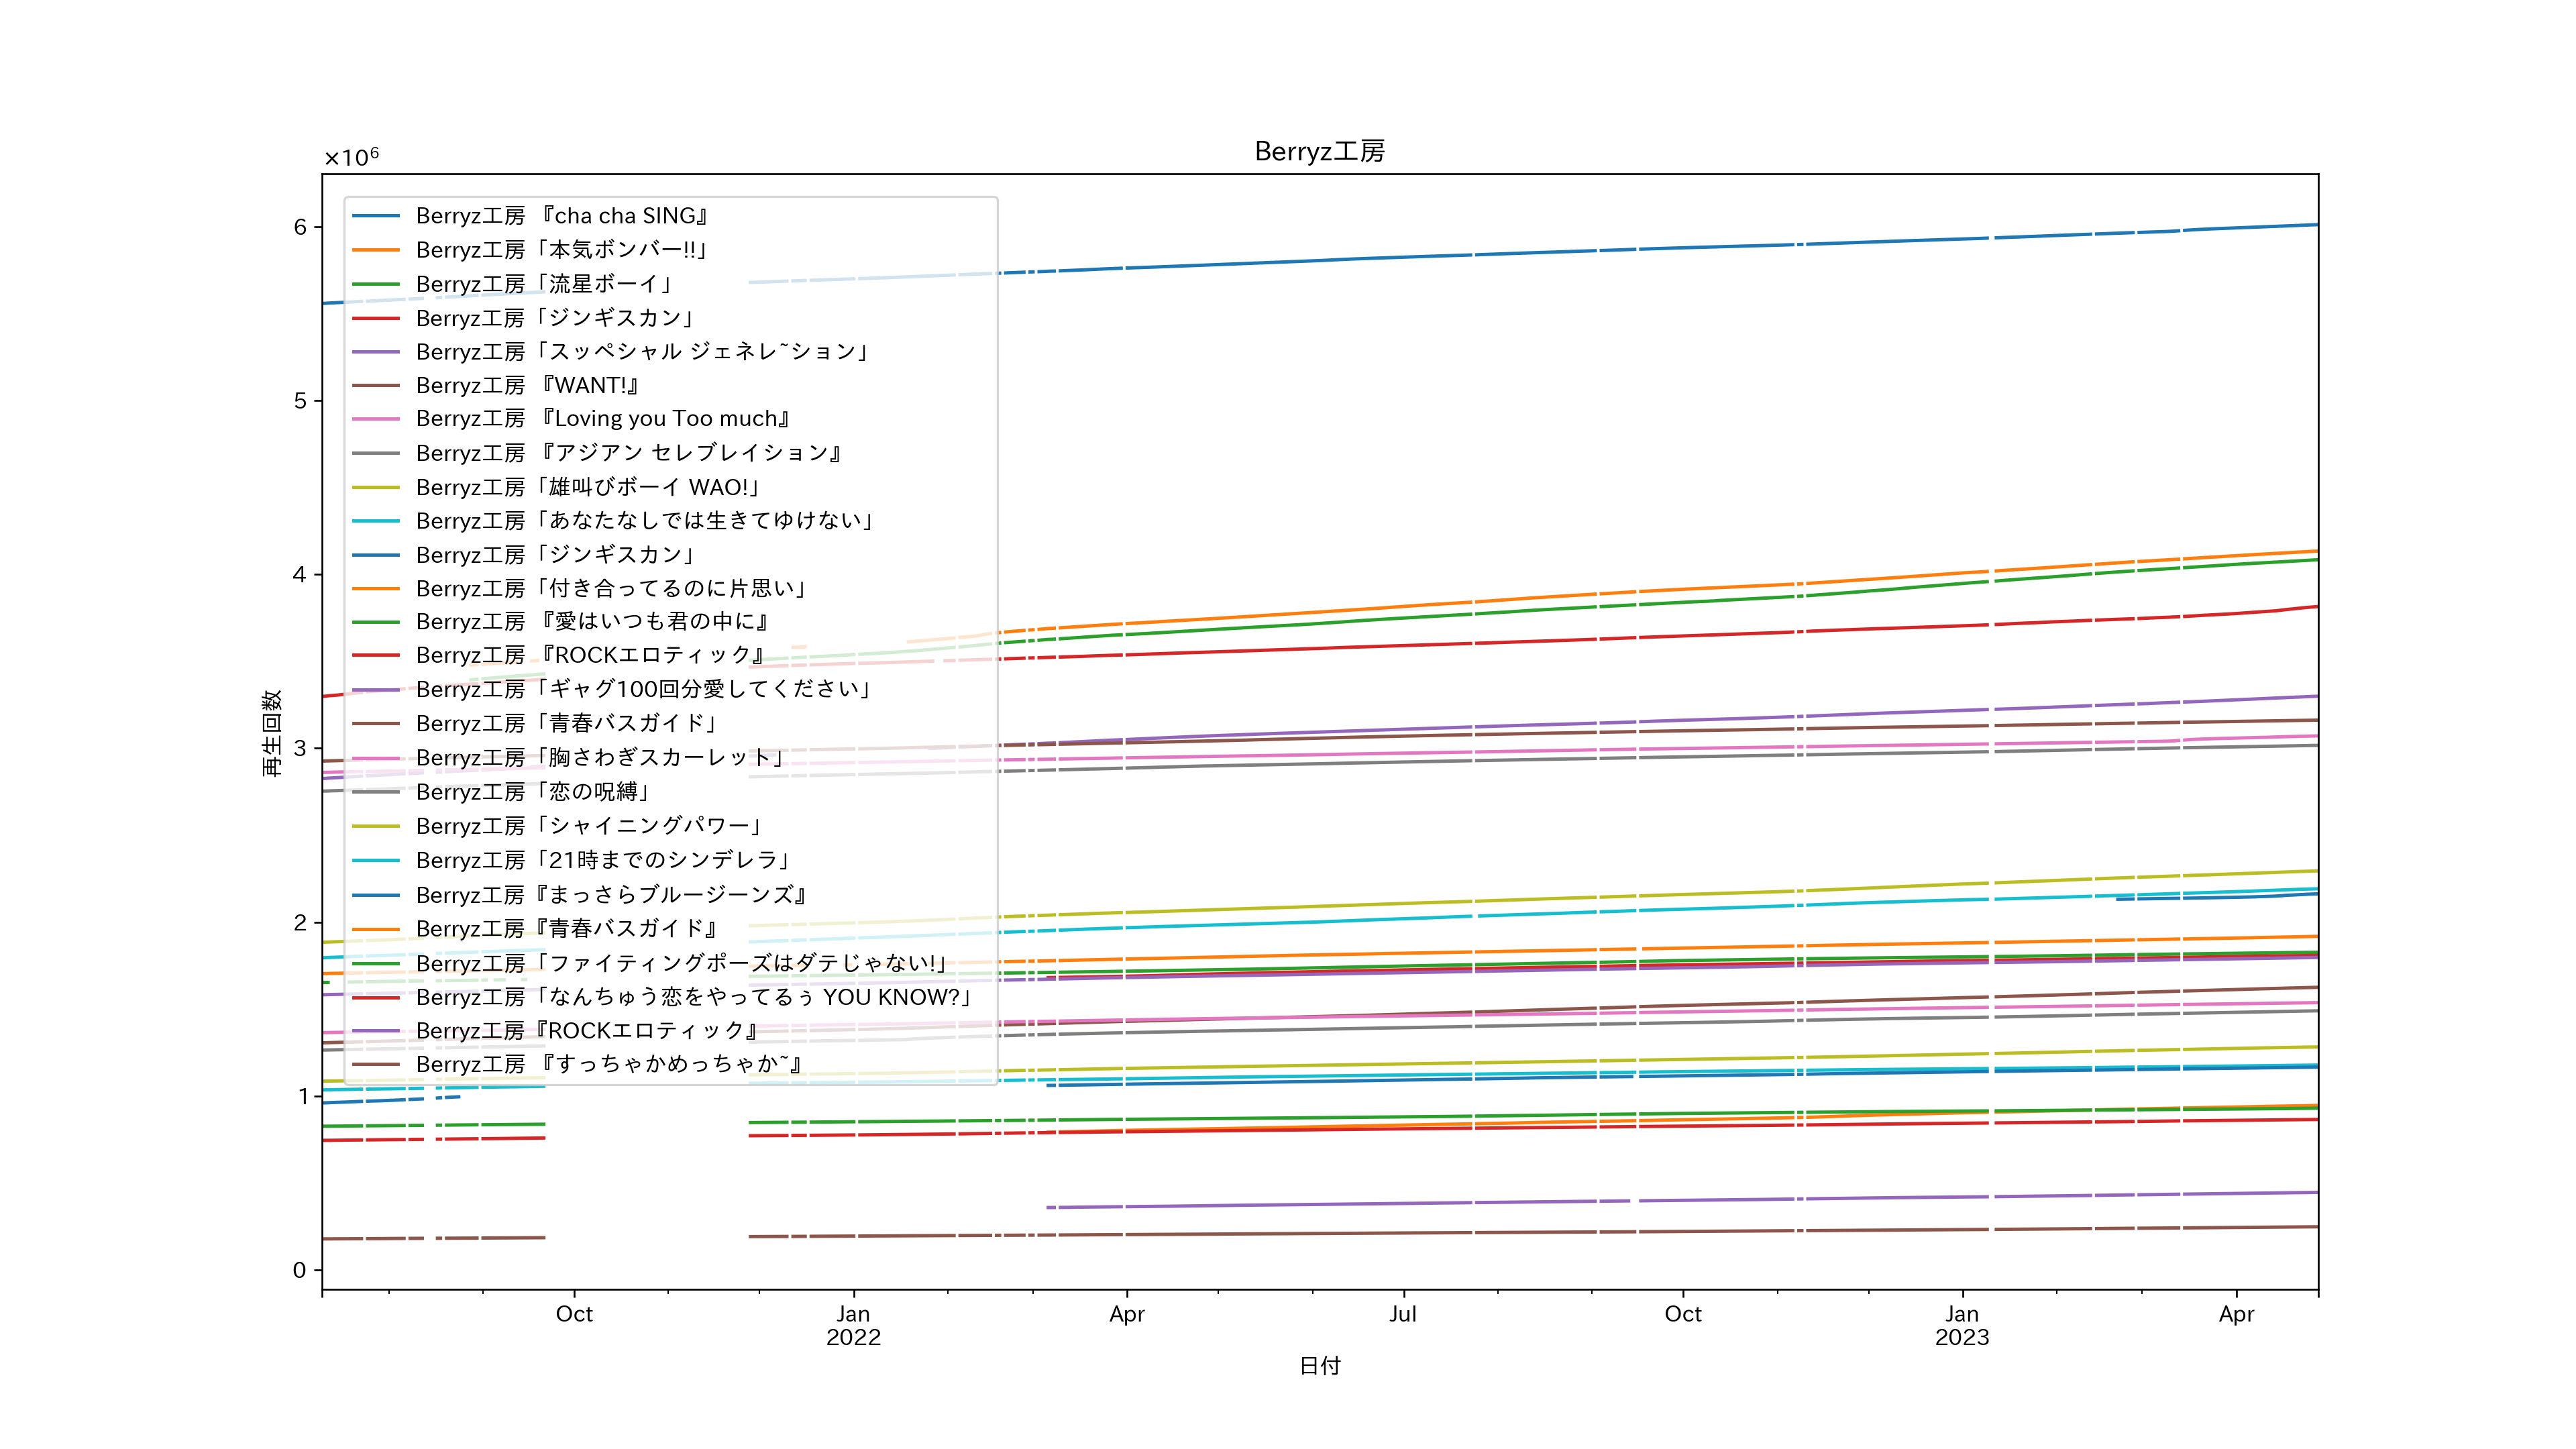 Berryz工房
×10⁶
6
5
4
3
2
1
0
再生回数
Berryz工房 『cha cha SING』
Berryz工房「本気ボンバー!!」
Berryz工房「流星ボーイ」
Berryz工房「ジンギスカン」
Berryz工房「スッペシャル ジェネレ~ション」
Berryz工房 『WANT!』
Berryz工房 『Loving you Too much』
Berryz工房 『アジアン セレブレイション』
Berryz工房「雄叫びボーイ WAO!」
Berryz工房「あなたなしでは生きてゆけない」
Berryz工房「ジンギスカン」
Berryz工房「付き合ってるのに片思い」
Berryz工房 『愛はいつも君の中に』
Berryz工房 『ROCKエロティック』
Berryz工房「ギャグ100回分愛してください」
Berryz工房「青春バスガイド」
Berryz工房「胸さわぎスカーレット」
Berryz工房「恋の呪縛」
Berryz工房「シャイニングパワー」
Berryz工房「21時までのシンデレラ」
Berryz工房『まっさらブルージーンズ』
Berryz工房『青春バスガイド』
Berryz工房「ファイティングポーズはダテじゃない!」
Berryz工房「なんちゅう恋をやってるぅ YOU KNOW?」
Berryz工房『ROCKエロティック』
Berryz工房 『すっちゃかめっちゃか~』
Oct Jan Apr Jul Oct Jan Apr
2022 2023
日付